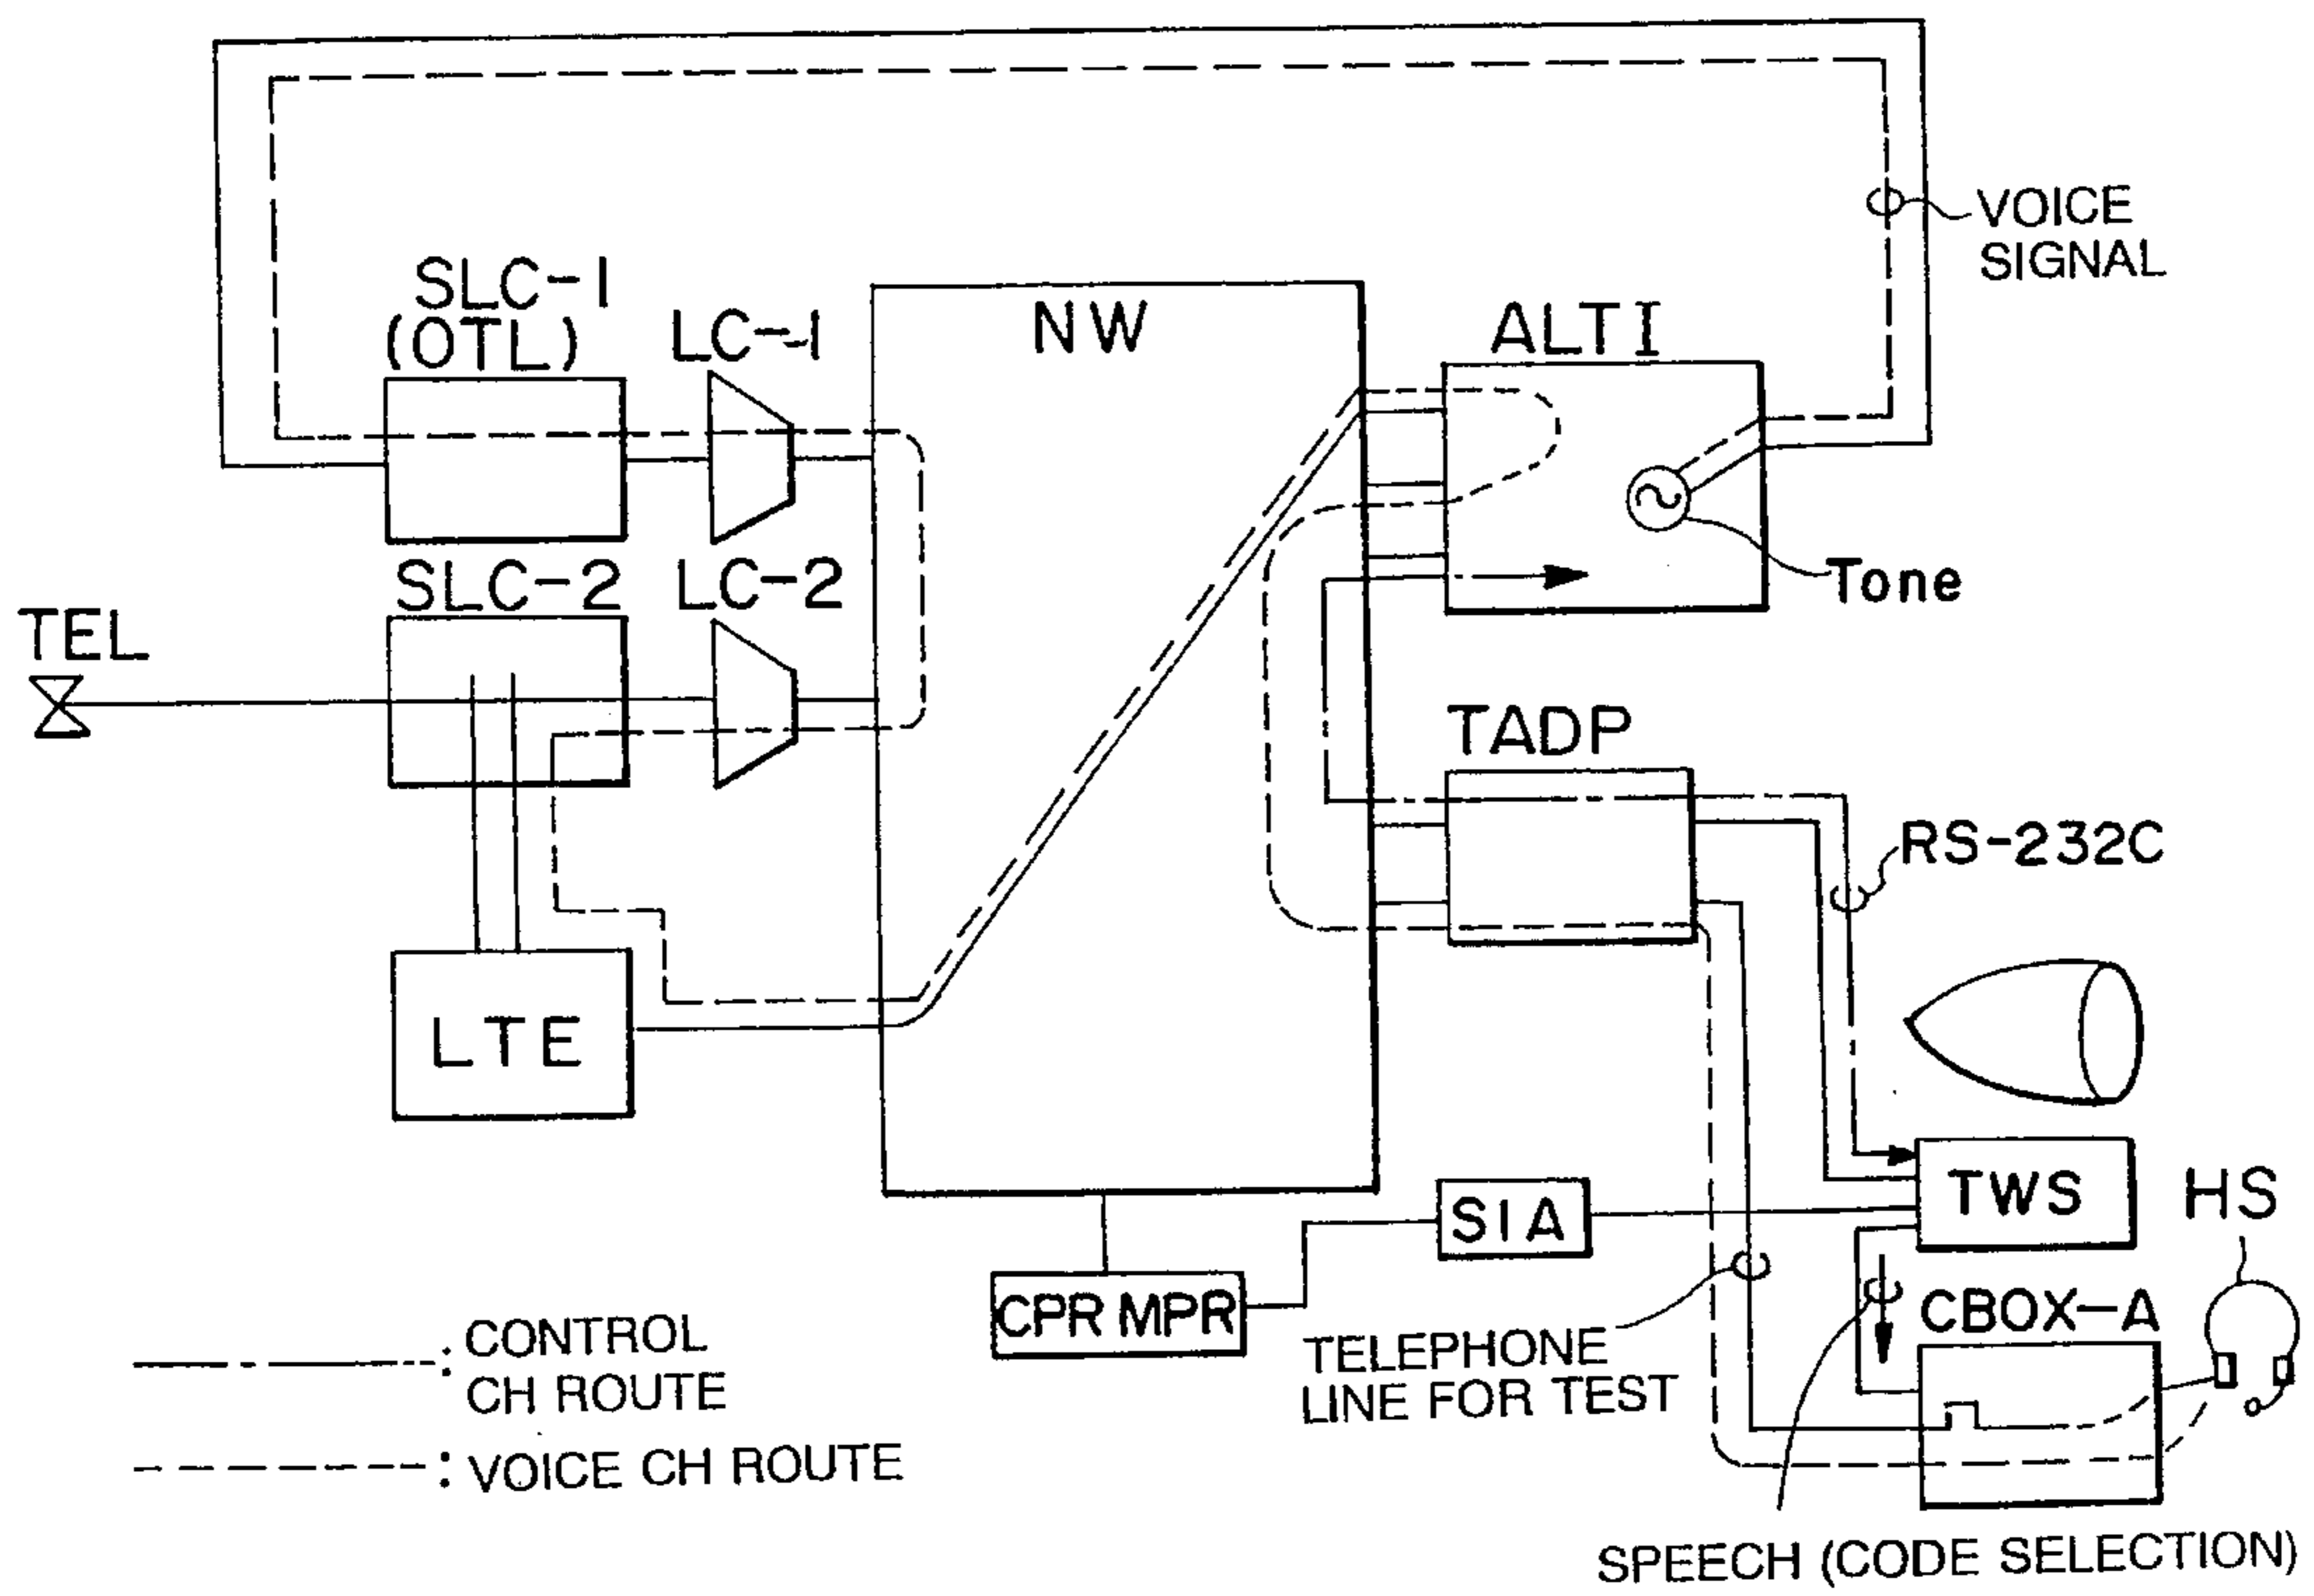 VOICE
SIGNAL
SLC-1
(OTL)
LC-1
NW
ALTI
SLC-2
LC-2
Tone
TEL
TADP
RS-232C
LTE
TWS
HS
SIA
CPR MPR
CBOX-A
CONTROL
CH ROUTE
TELEPHONE
LINE FOR TEST
: VOICE CH ROUTE
SPEECH (CODE SELECTION)